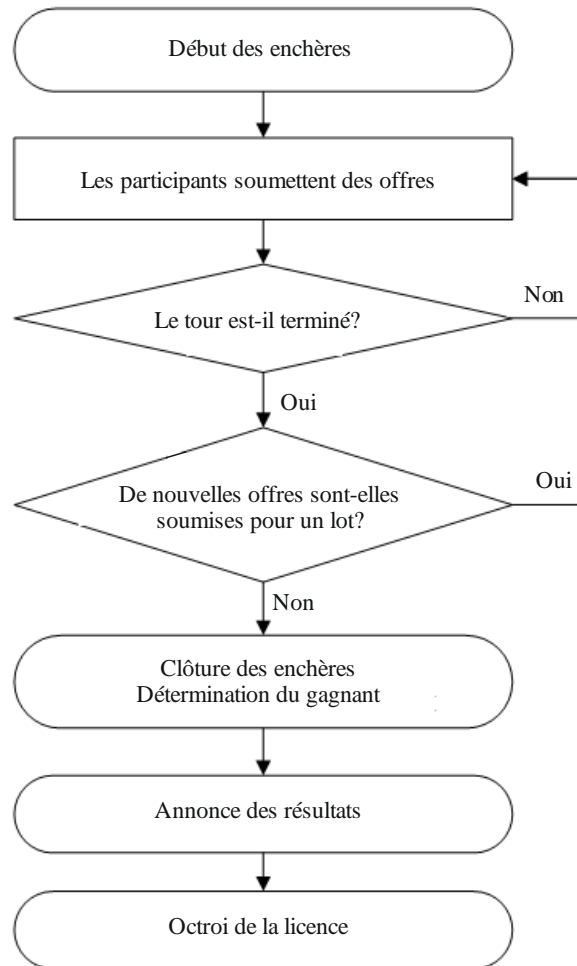 Début des enchères
Les participants soumettent des offres
Le tour est-il terminé?
Non
Oui
De nouvelles offres sont-elles
soumises pour un lot?
Oui
Non
Clôture des enchères
Détermination du gagnant
Annonce des résultats
Octroi de la licence